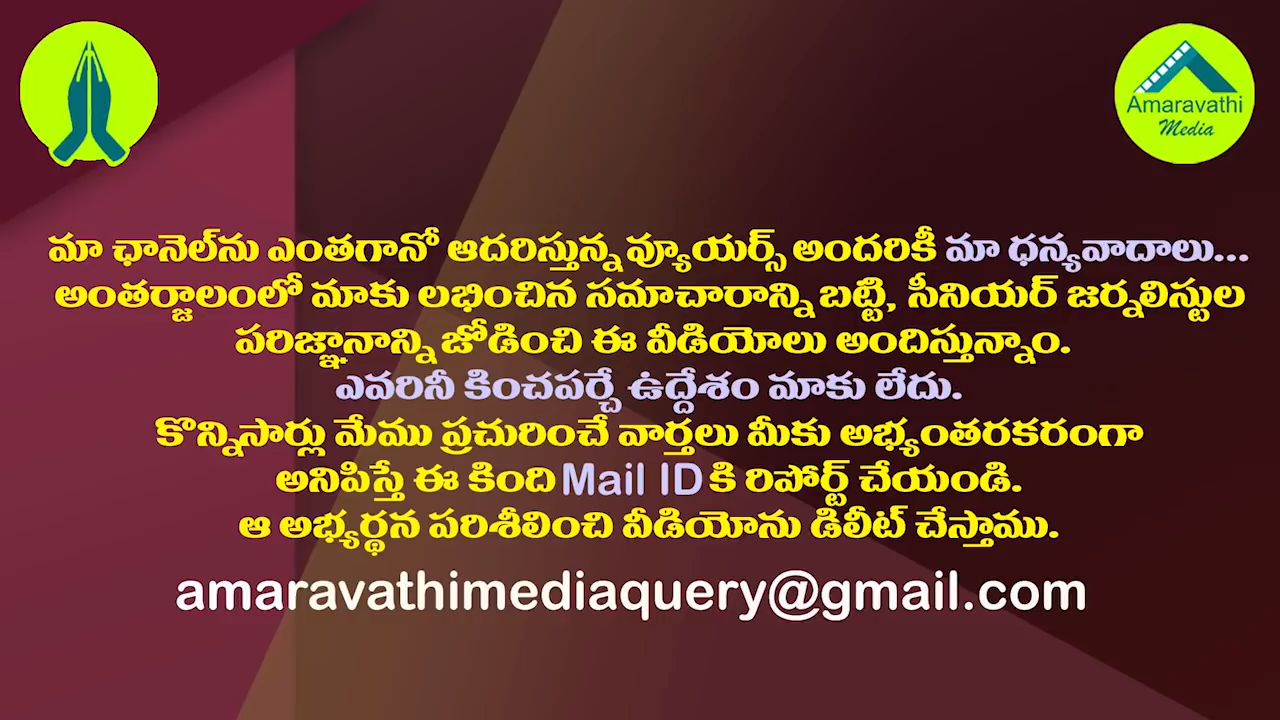 Amaravathi
Media
మా ఛానెల్‌ను ఎంతగానో ఆదరిస్తున్న వ్యూయర్స్ అందరికీ మా ధన్యవాదాలు...
అంతర్జాలంలో మాకు లభించిన సమాచారాన్ని బట్టి, సీనియర్ జర్నలిస్టుల
పరిజ్ఞానాన్ని జోడించి ఈ వీడియోలు అందిస్తున్నాం.
ఎవరినీ కించపర్చే ఉద్దేశం మాకు లేదు.
కొన్నిసార్లు మేము ప్రచురించే వార్తలు మీకు అభ్యంతరకరంగా
అనిపిస్తే ఈ కింది Mail ID కి రిపోర్ట్ చేయండి.
ఆ అభ్యర్థన పరిశీలించి వీడియోను డిలీట్ చేస్తాము.
amaravathimediaquery@gmail.com